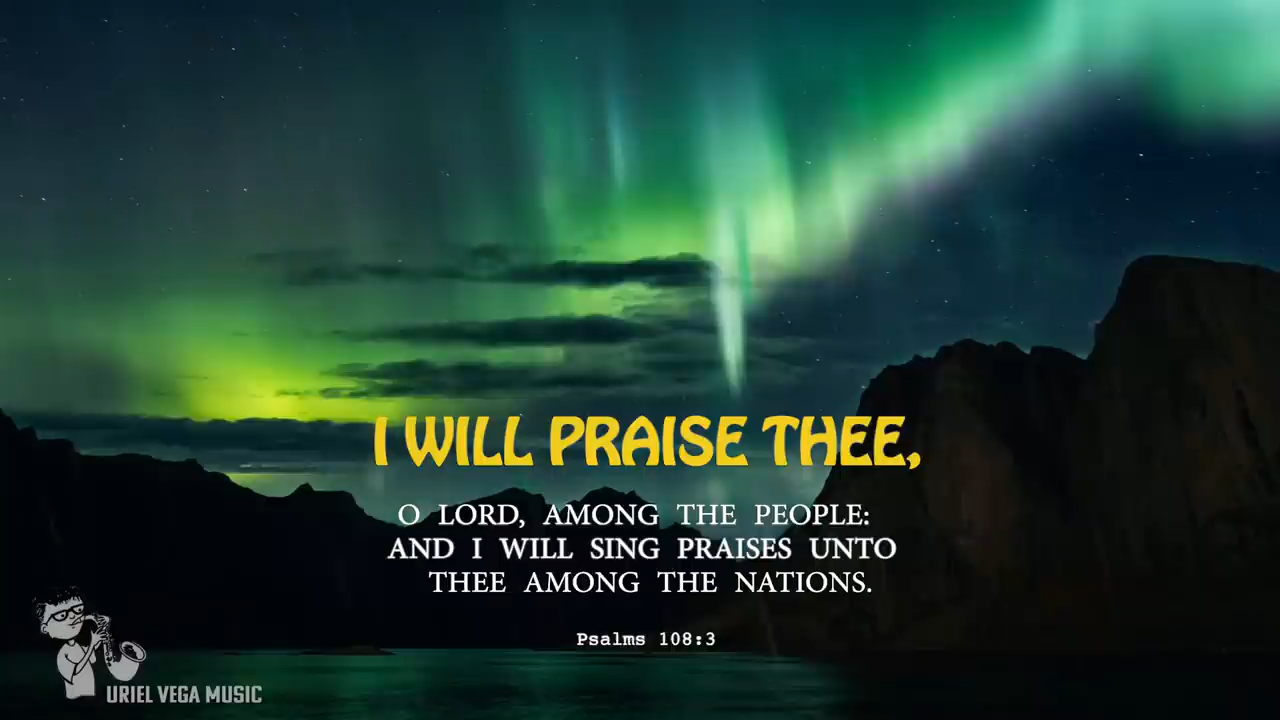 I WILL PRAISE THEE,
O LORD, AMONG THE PEOPLE:
AND I WILL SING PRAISES UNTO
THEE AMONG THE NATIONS.
Psalms 108:3
URIEL VEGA MUSIC